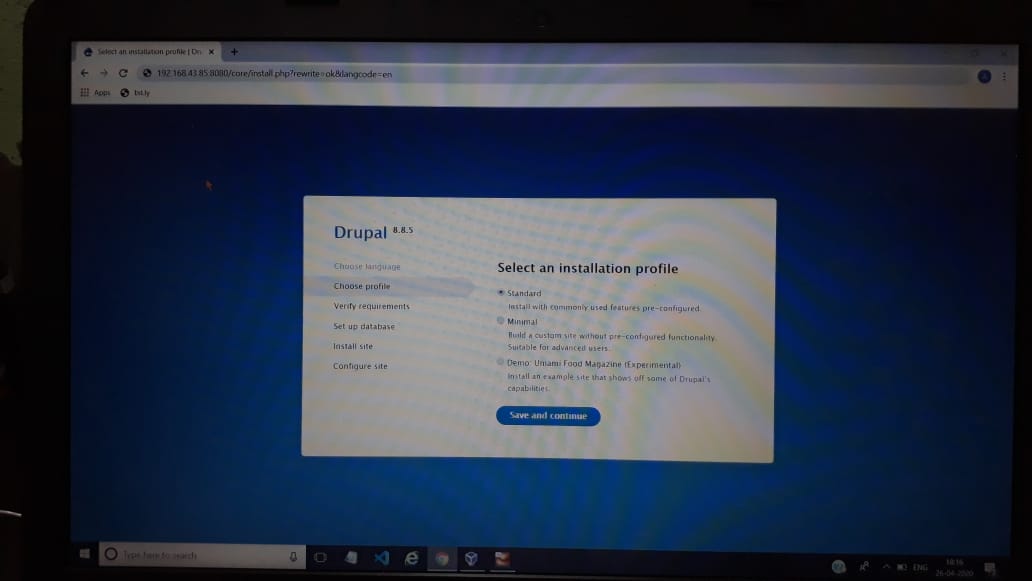 Select an installation profile | Dru
192.168.43.85:8080/core/install.php?rewrite=ok&langcode=en
Apps
bit.ly
Drupal 8.8.5
Choose language
Choose profile
Verify requirements
Set up database
Install site
Configure site
Select an installation profile
Standard
Install with commonly used features pre-configured.
Minimal
Build a custom site without pre-configured functionality.
Suitable for advanced users.
Demo: Umami Food Magazine (Experimental)
Install an example site that shows off some of Drupal's
capabilities.
Save and continue
Type here to search
ENG
18:16
26-04-2020